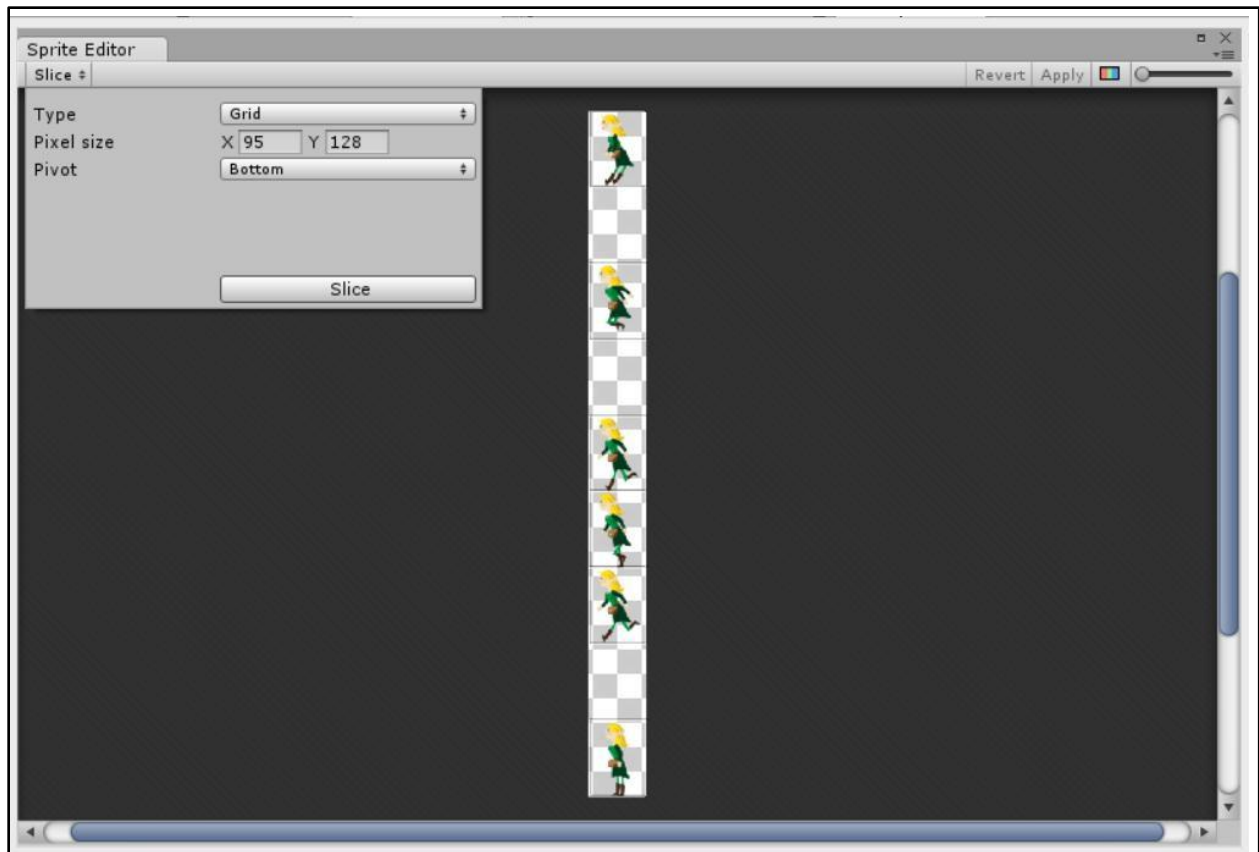 Sprite Editor
Slice
Revert Apply
Type Grid
Pixel size X 95 Y 128
Pivot Bottom
Slice